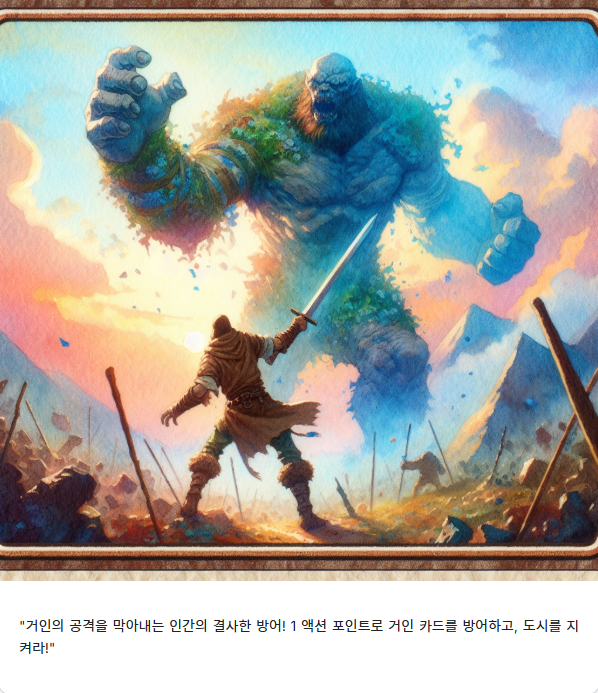 "거인의 공격을 막아내는 인간의 결사한 방어! 1 액션 포인트로 거인 카드를 방어하고, 도시를 지
켜라!"